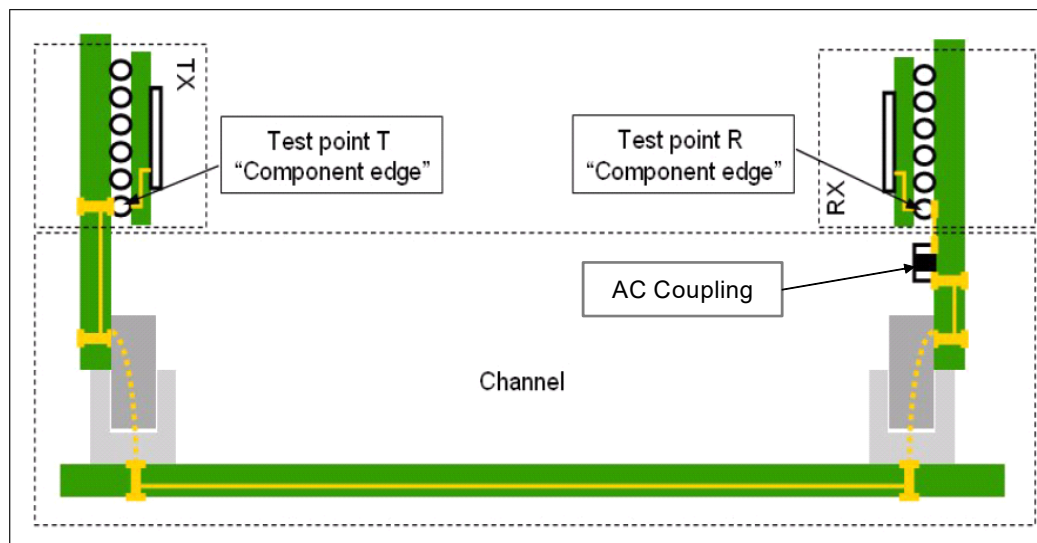 TX
Test point T
“Component edge”
Test point R
“Component edge”
RX
AC Coupling
Channel